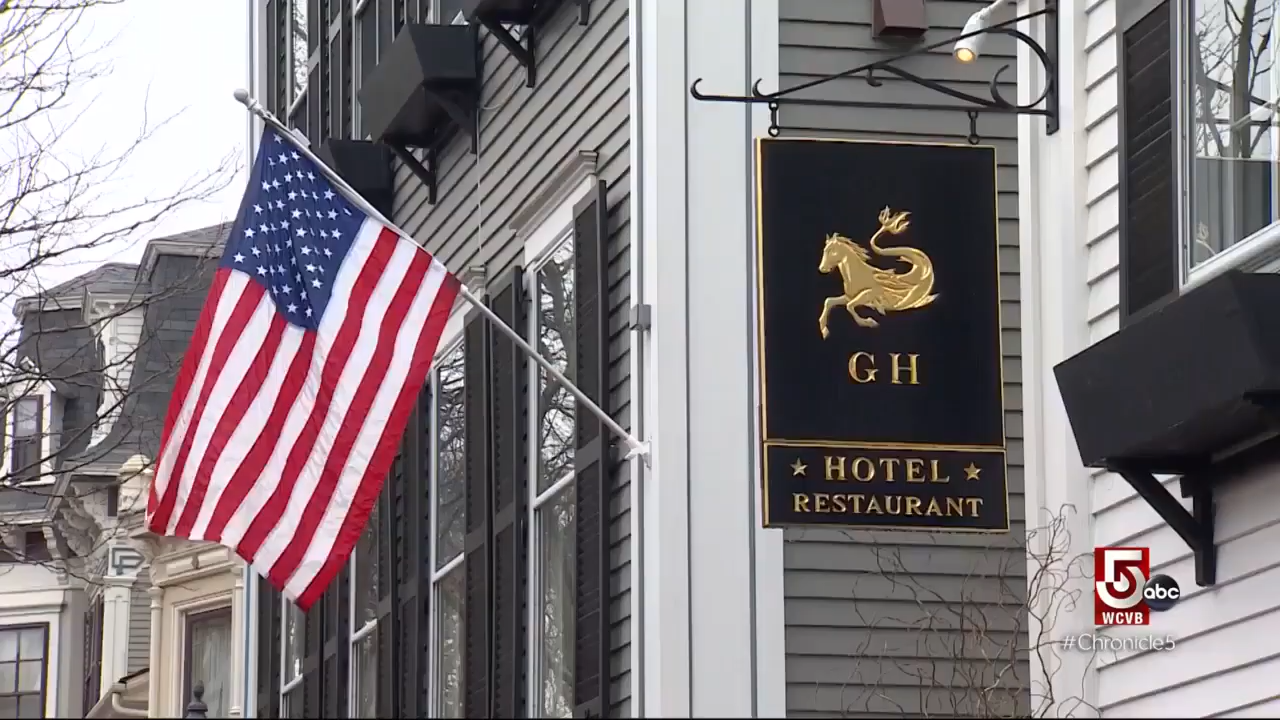 GH
★ HOTEL ★
RESTAURANT
5 abc
WCVB
#Chronicle5